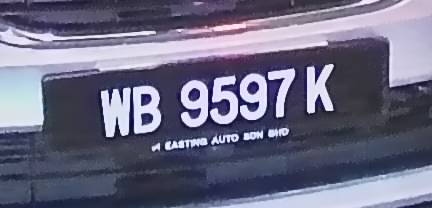 WB 9597 K
EASTING AUTO SDN BHD